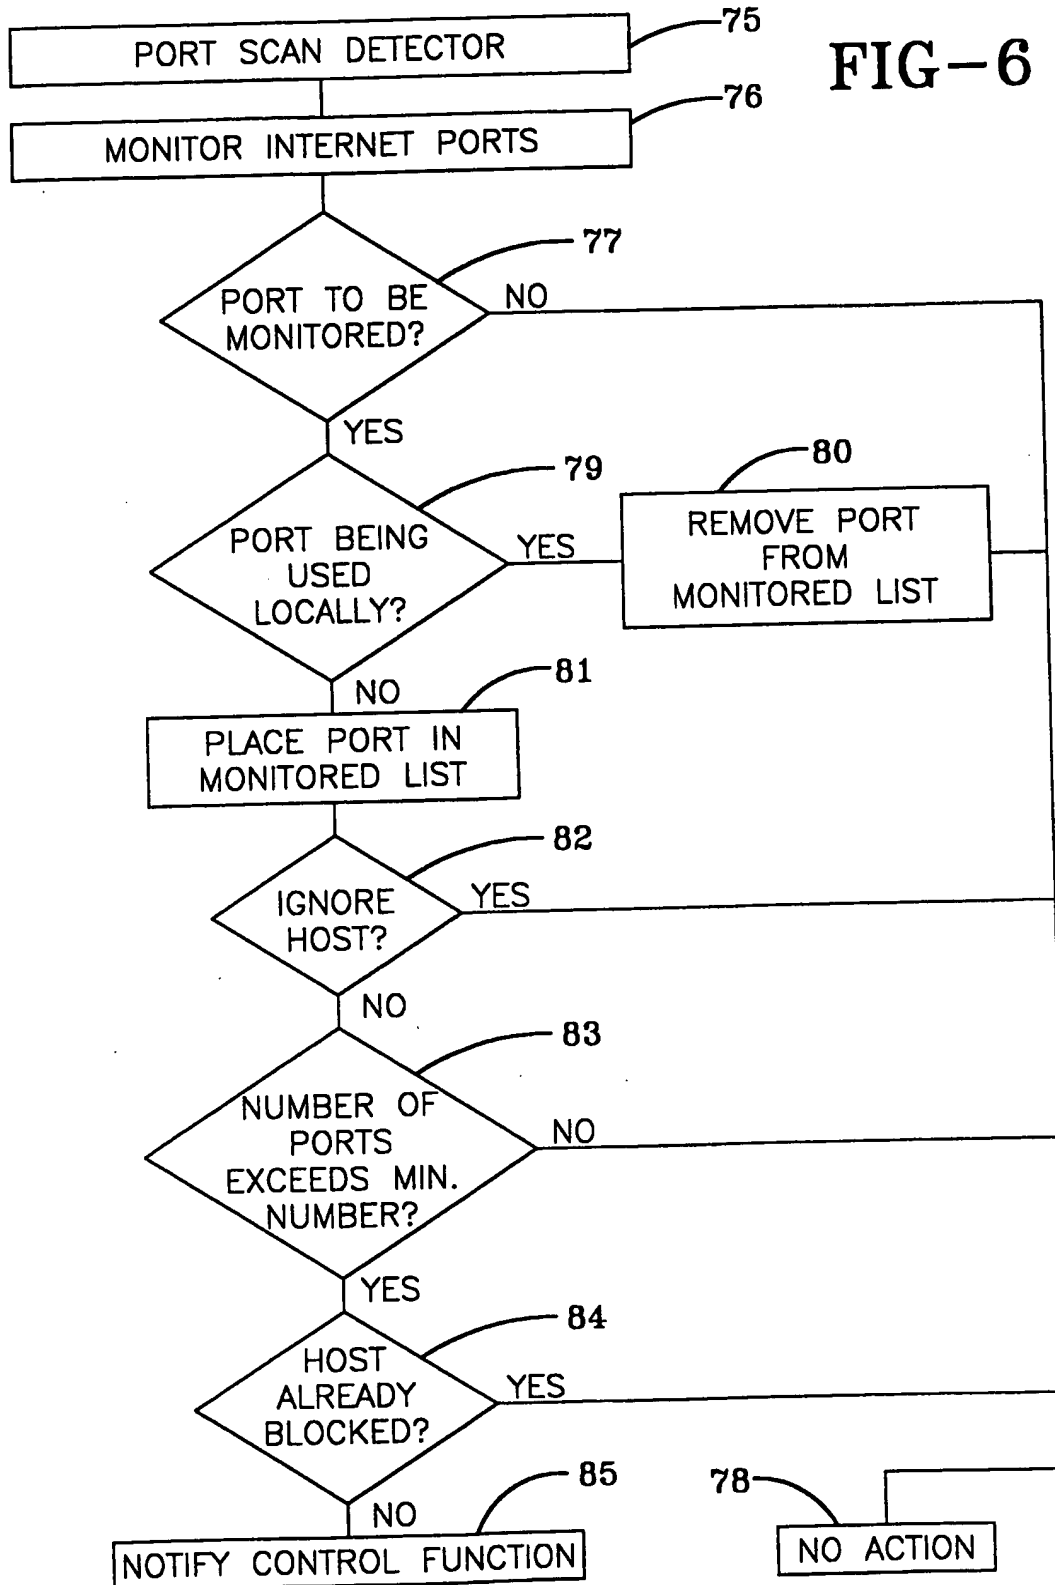 75
PORT SCAN DETECTOR
FIG-6
76
MONITOR INTERNET PORTS
77
PORT TO BE
MONITORED?
NO
YES
79
80
PORT BEING
USED
LOCALLY?
YES
REMOVE PORT
FROM
MONITORED LIST
NO
81
PLACE PORT IN
MONITORED LIST
82
IGNORE
HOST?
YES
NO
83
NUMBER OF
PORTS
EXCEEDS MIN.
NUMBER?
NO
YES
84
HOST
ALREADY
BLOCKED?
YES
NO
85
78
NOTIFY CONTROL FUNCTION
NO ACTION